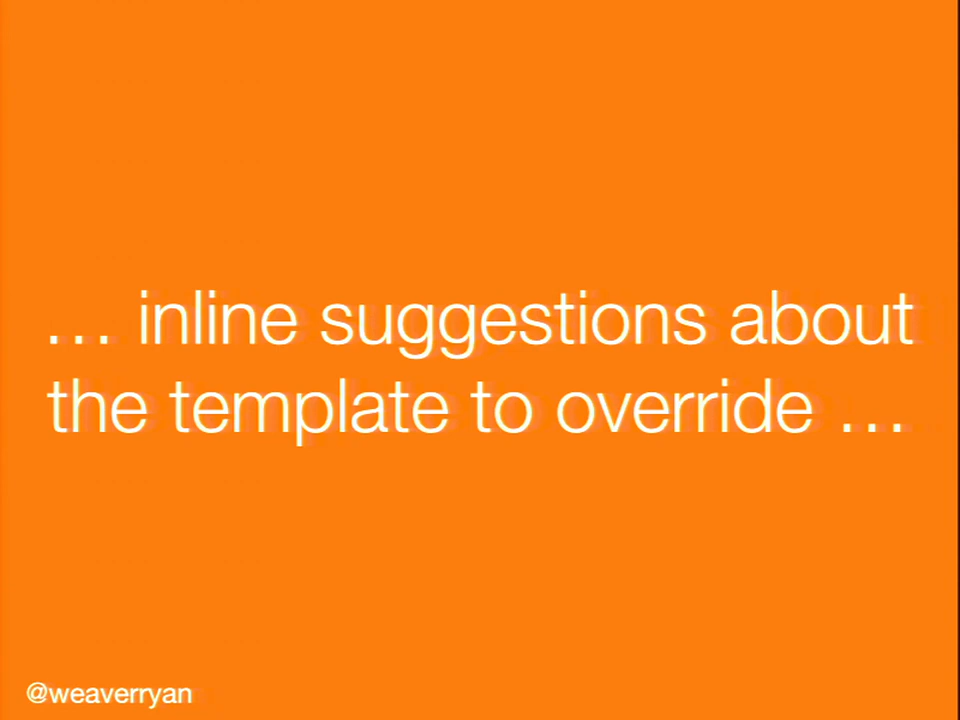 … inline suggestions about
the template to override …
@weaverryan